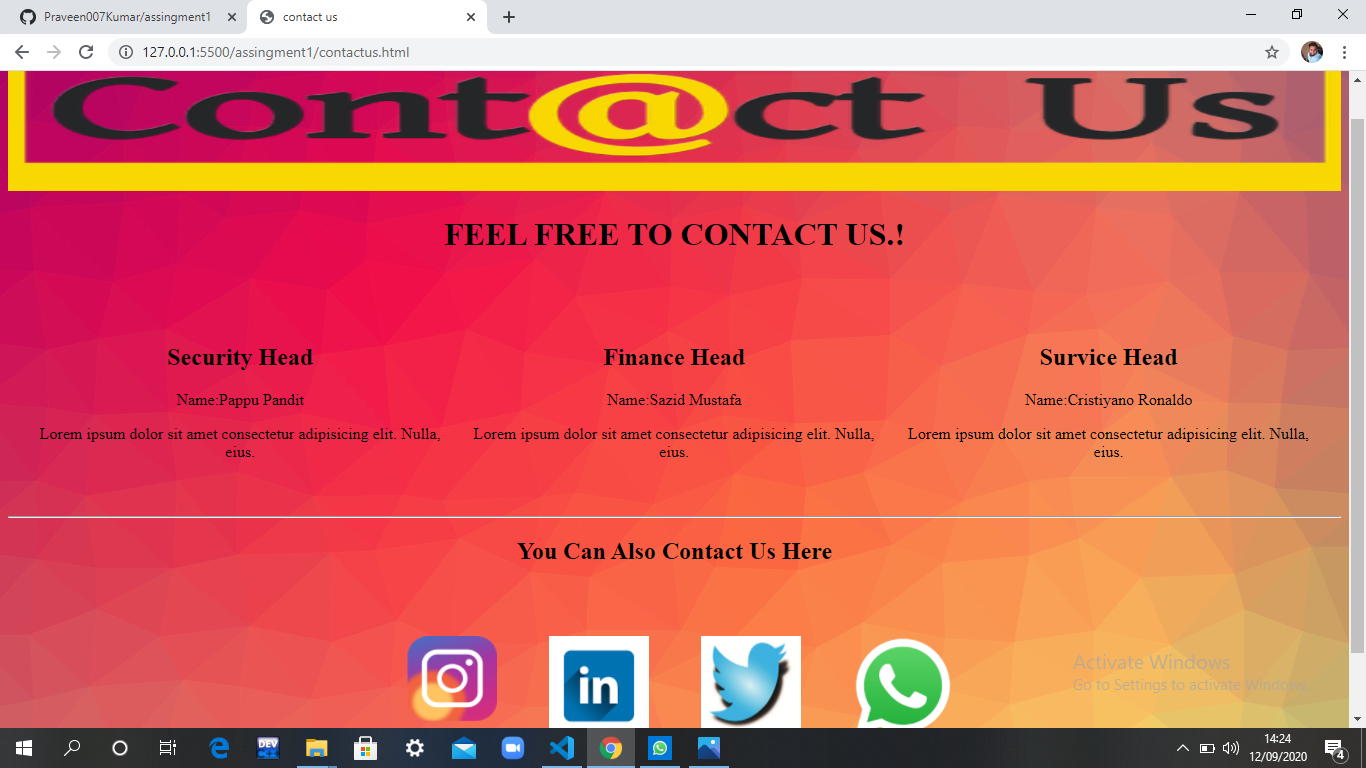 Praveen007Kumar/assingment1
contact us
127.0.0.1:5500/assingment1/contactus.html
Cont@ct Us
FEEL FREE TO CONTACT US.!
Security Head
Finance Head
Survice Head
Name:Pappu Pandit
Name:Sazid Mustafa
Name:Cristiyano Ronaldo
Lorem ipsum dolor sit amet consectetur adipisicing elit. Nulla,
eius.
Lorem ipsum dolor sit amet consectetur adipisicing elit. Nulla,
eius.
Lorem ipsum dolor sit amet consectetur adipisicing elit. Nulla,
eius.
You Can Also Contact Us Here
in
Activate Windows
Go to Settings to activate Windows.
DEV
14:24
12/09/2020
4